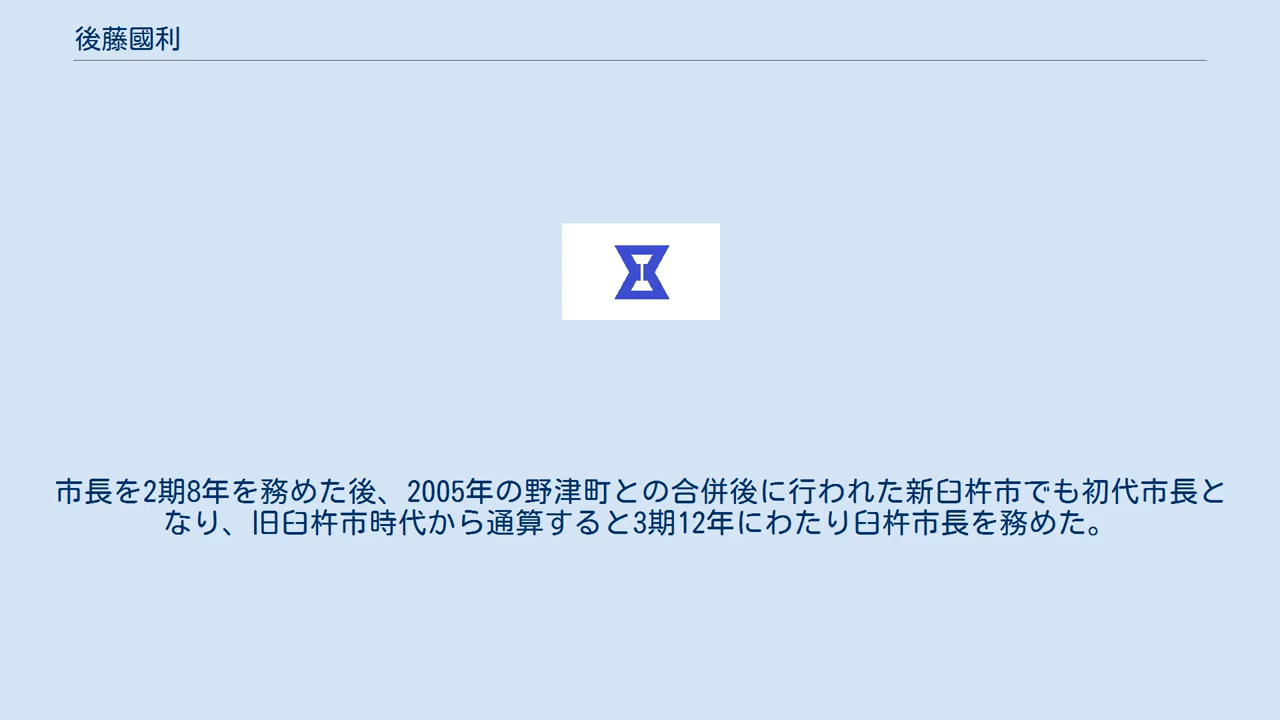 後藤國利
市長を2期8年を務めた後、2005年の野津町との合併後に行われた新臼杵市でも初代市長と
なり、旧臼杵市時代から通算すると3期12年にわたり臼杵市長を務めた。